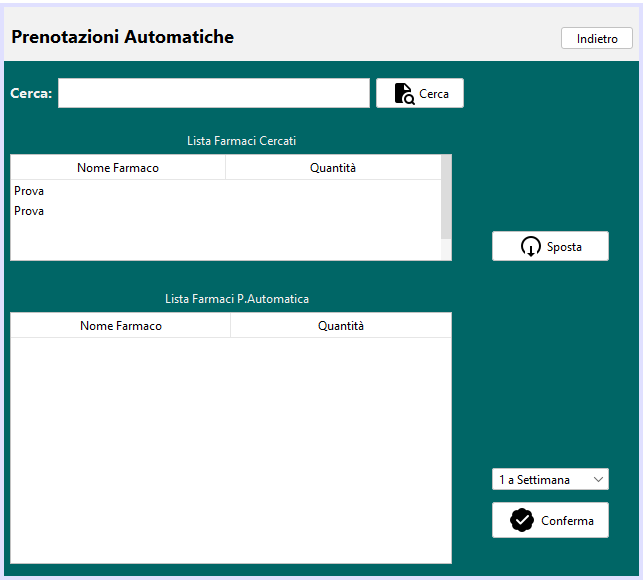 Prenotazioni Automatiche
Indietro
Cerca:
Cerca
Lista Farmaci Cercati
Nome Farmaco Quantità
Prova
Prova
Sposta
Lista Farmaci P.Automatica
Nome Farmaco Quantità
1 a Settimana
Conferma